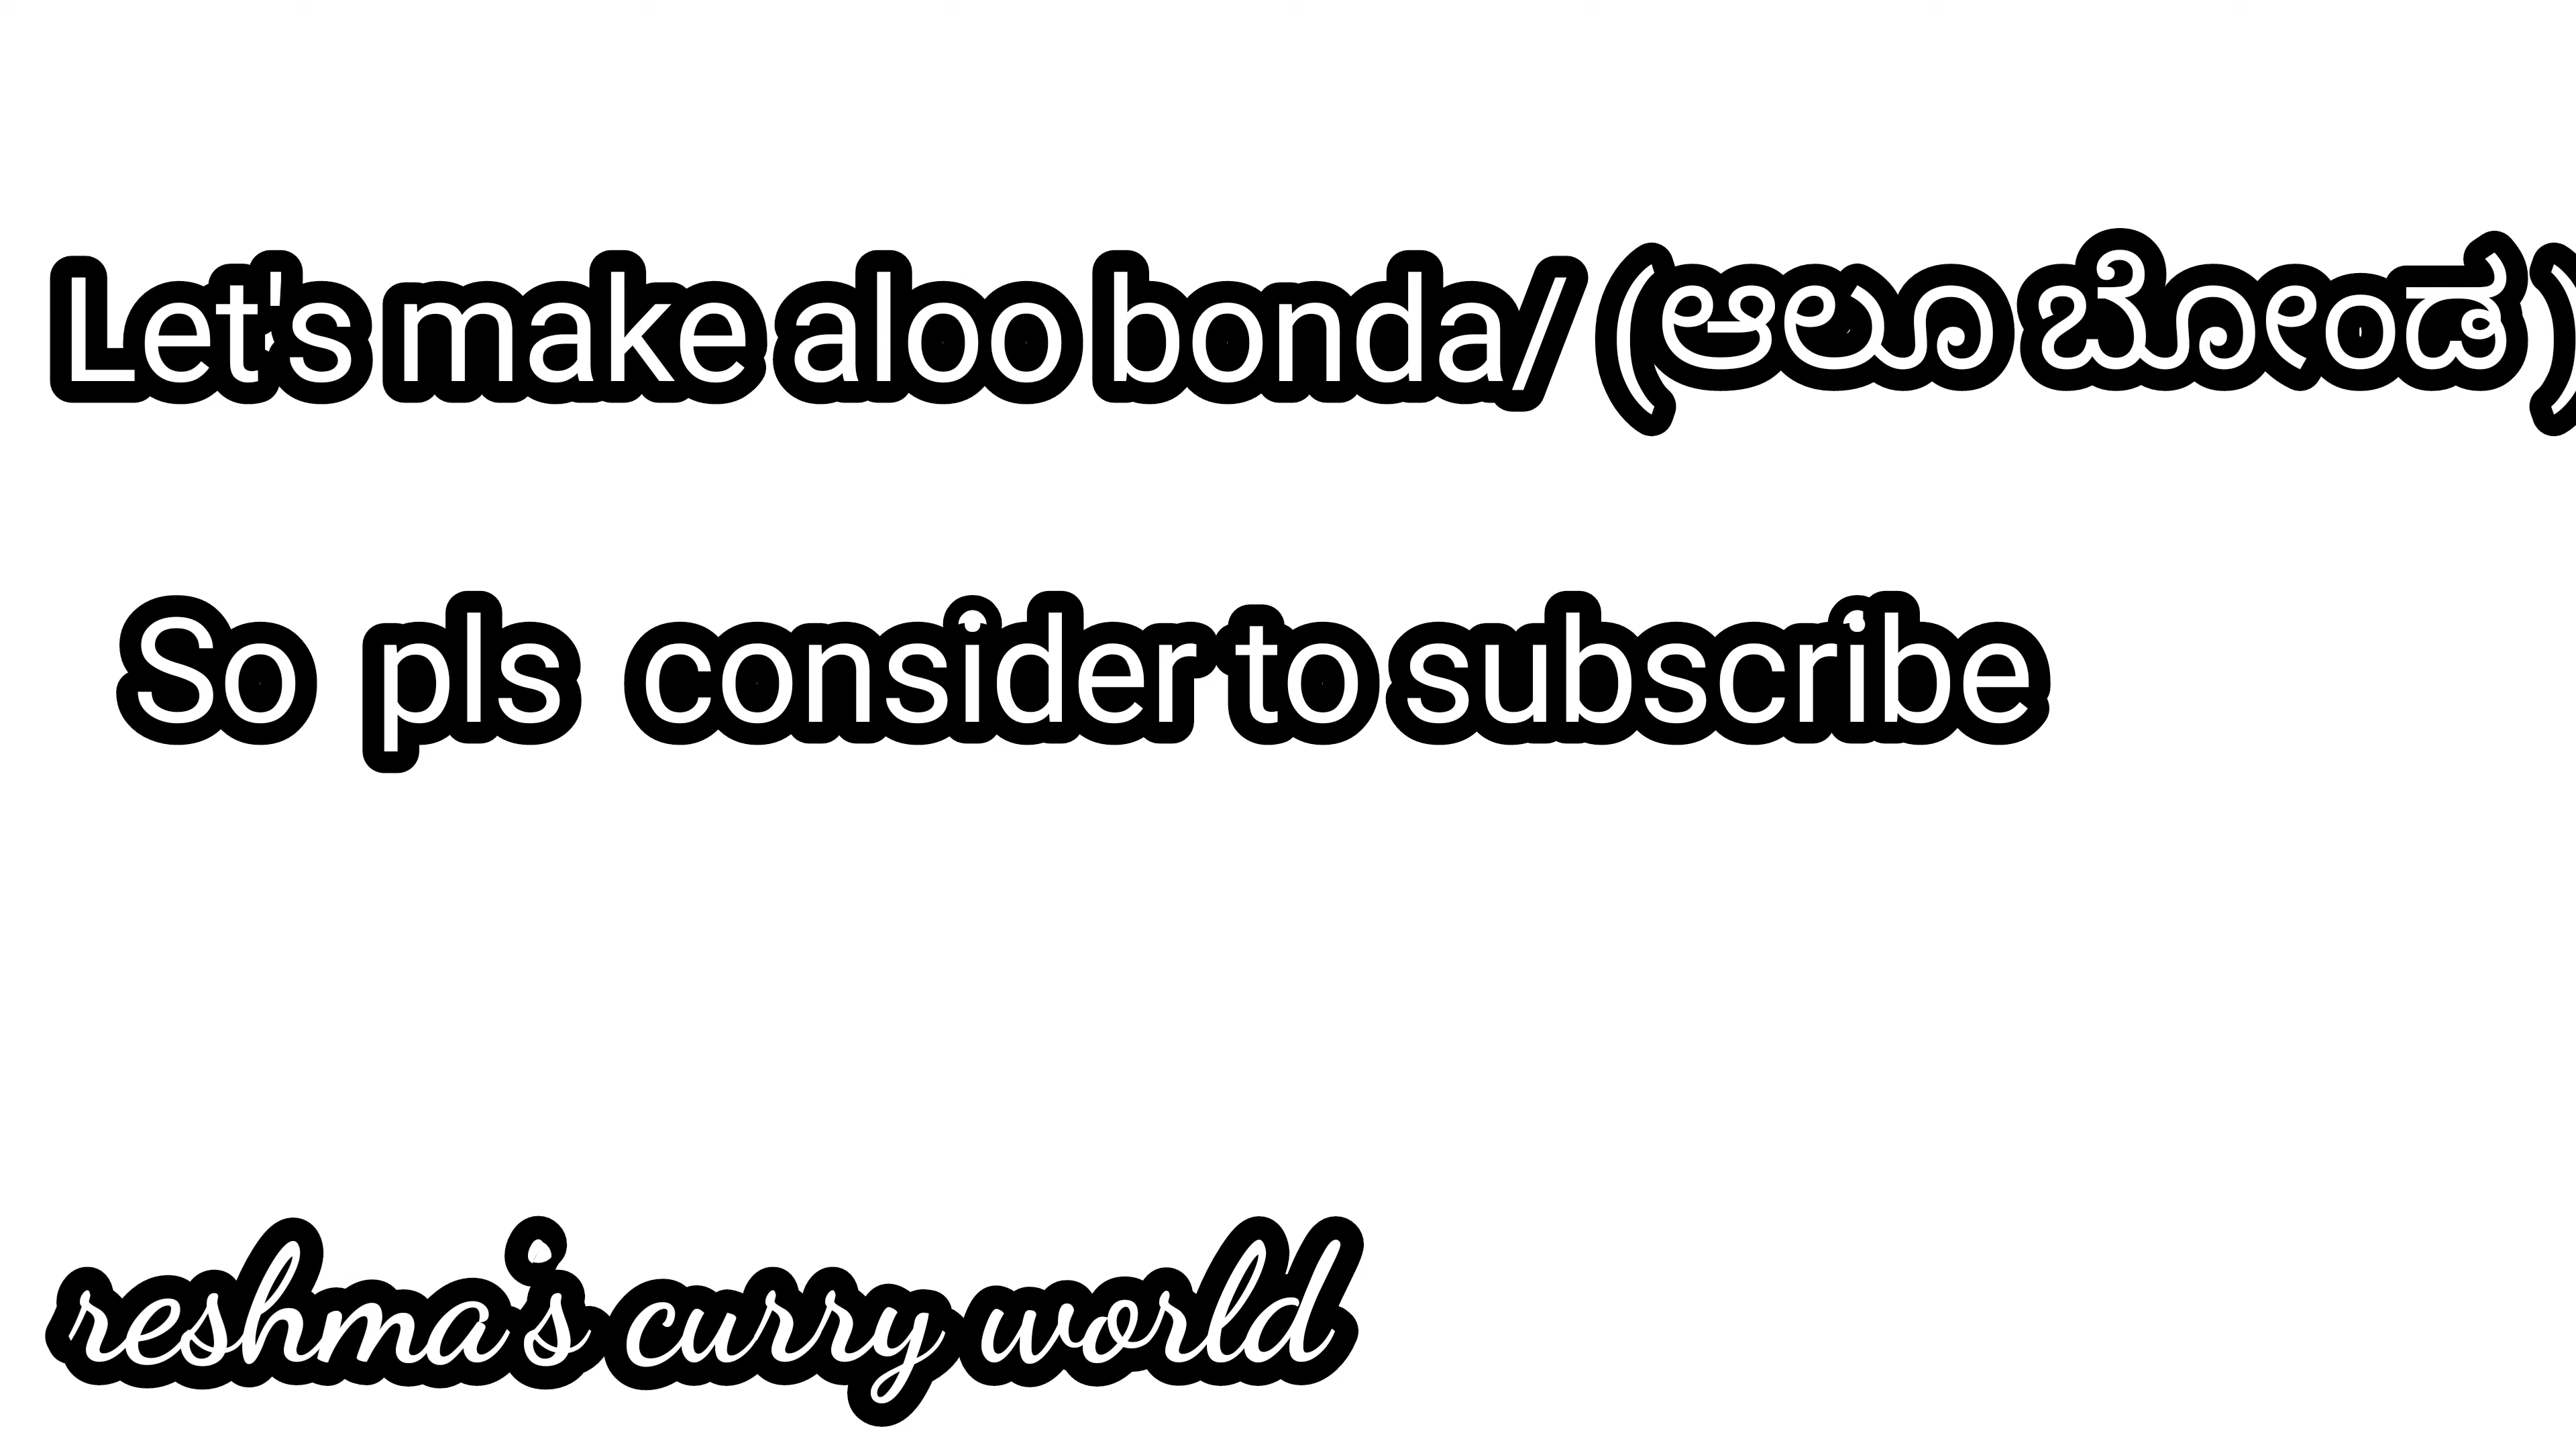 Let's make aloo bonda/ (ಆಲೂ ಬೋಂಡ)
So pls consider to subscribe
reshma's curry world